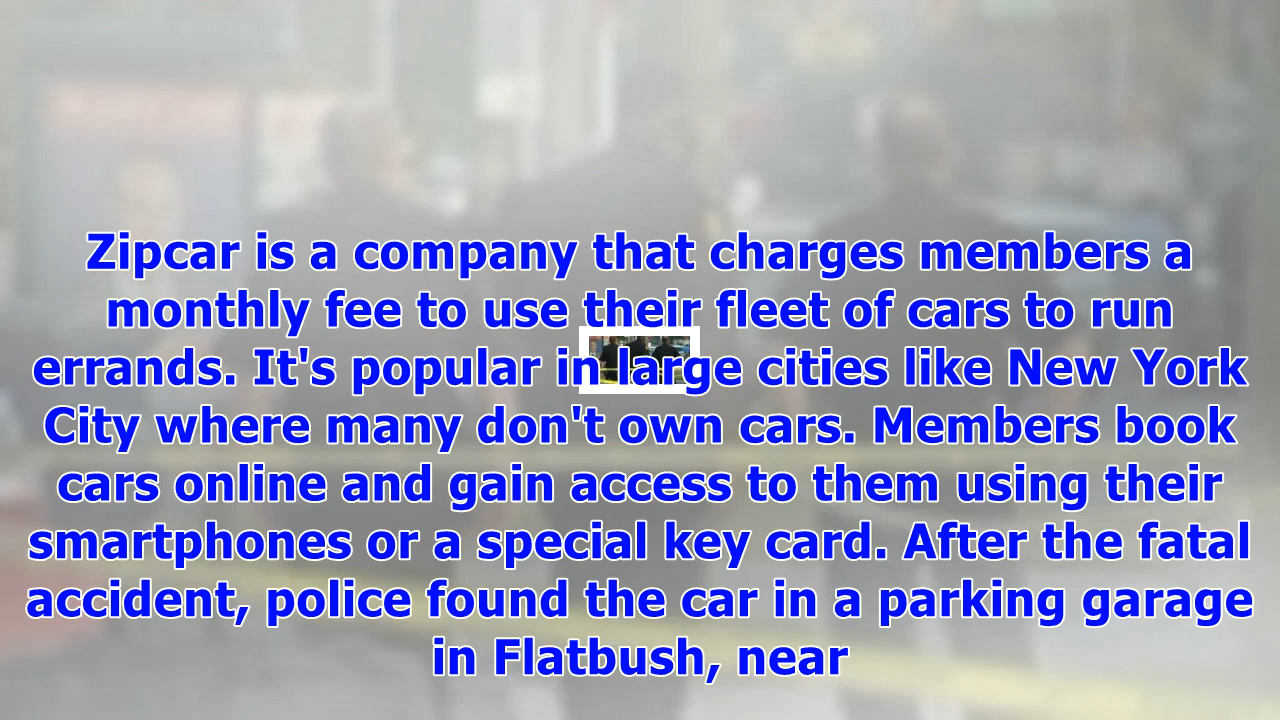 Zipcar is a company that charges members a
monthly fee to use their fleet of cars to run
errands. It's popular in large cities like New York
City where many don't own cars. Members book
cars online and gain access to them using their
smartphones or a special key card. After the fatal
accident, police found the car in a parking garage
in Flatbush, near